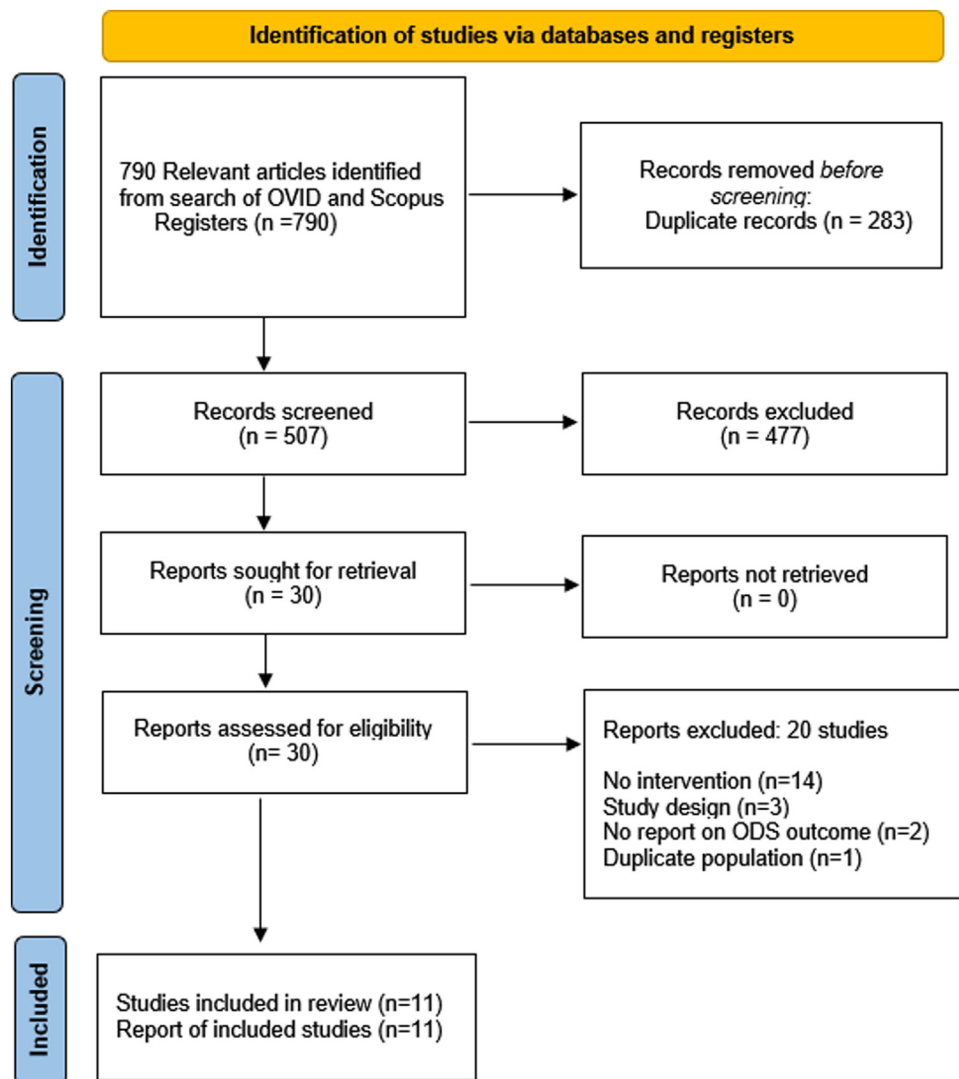 Identification of studies via databases and registers
Identification
790 Relevant articles identified
from search of OVID and Scopus
Registers (n =790)
Records removed before
screening:
Duplicate records (n = 283)
Screening
Records screened
(n = 507)
Records excluded
(n = 477)
Reports sought for retrieval
(n = 30)
Reports not retrieved
(n = 0)
Reports assessed for eligibility
(n= 30)
Reports excluded: 20 studies
No intervention (n=14)
Study design (n=3)
No report on ODS outcome (n=2)
Duplicate population (n=1)
Included
Studies included in review (n=11)
Report of included studies (n=11)